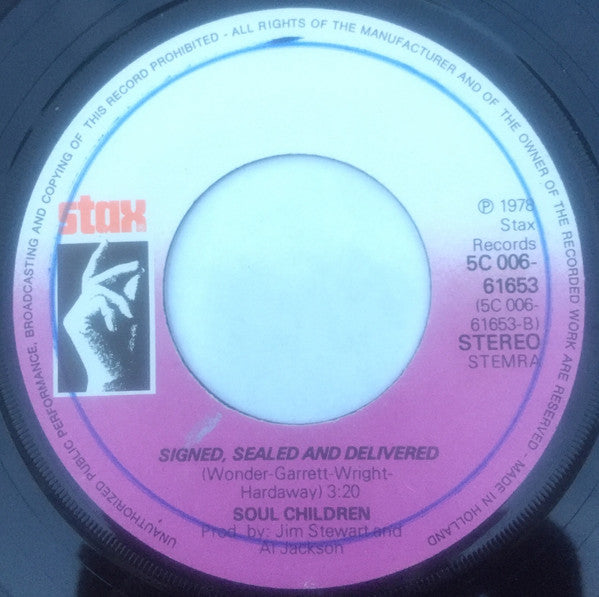 UNAUTHORIZED PUBLIC PERFORMANCE, BROADCASTING AND COPYING OF THIS RECORD PROHIBITED - ALL RIGHTS OF THE MANUFACTURER AND OF THE OWNER OF THE RECORDED WORK ARE RESERVED - MADE IN HOLLAND
stax
℗ 1978
Stax
Records
5C 006-
61653
(5C 006-
61653-B)
STEREO
STEMRA
SIGNED, SEALED AND DELIVERED
(Wonder-Garrett-Wright-
Hardaway) 3:20
SOUL CHILDREN
Prod. by: Jim Stewart and
Al Jackson